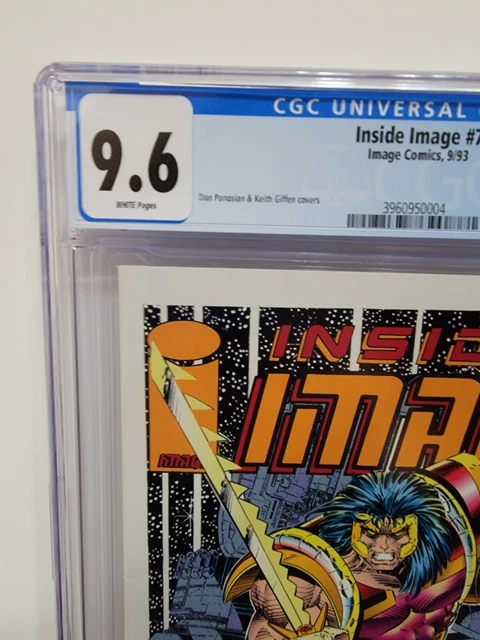 CGC UNIVERSAL
9.6
WHITE Pages
Inside Image #7
Image Comics, 9/93
Dan Panosian & Keith Giffen covers
3960950004
INSID
IMA
IMAGE